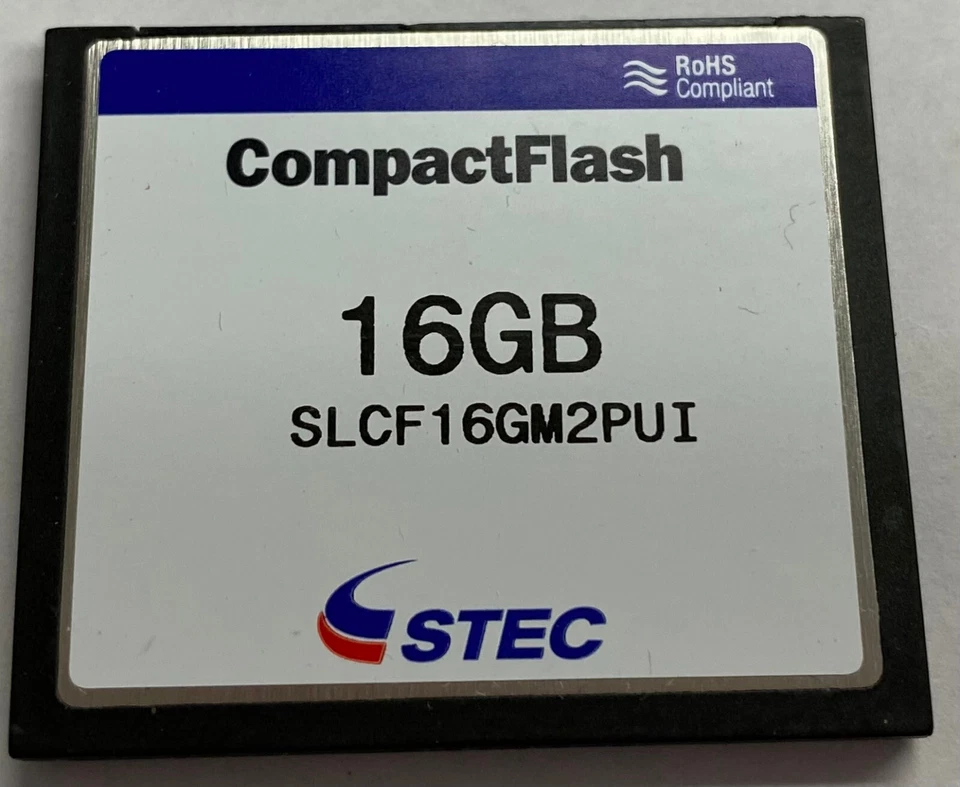 RoHS
Compliant
CompactFlash
16GB
SLCF16GM2PUI
STEC